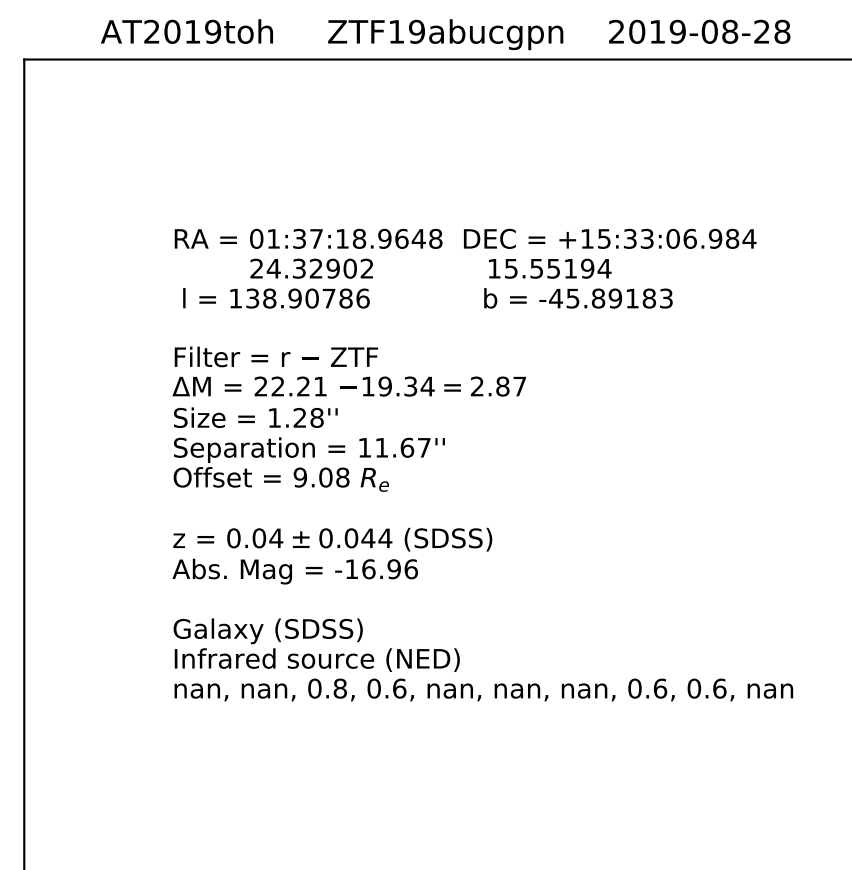 AT2019toh ZTF19abucgpn 2019-08-28
RA = 01:37:18.9648 DEC = +15:33:06.984
24.32902 15.55194
l = 138.90786 b = -45.89183
Filter = r − ZTF
ΔM = 22.21 −19.34 = 2.87
Size = 1.28''
Separation = 11.67''
Offset = 9.08 Rₑ
z = 0.04 ± 0.044 (SDSS)
Abs. Mag = -16.96
Galaxy (SDSS)
Infrared source (NED)
nan, nan, 0.8, 0.6, nan, nan, nan, 0.6, 0.6, nan